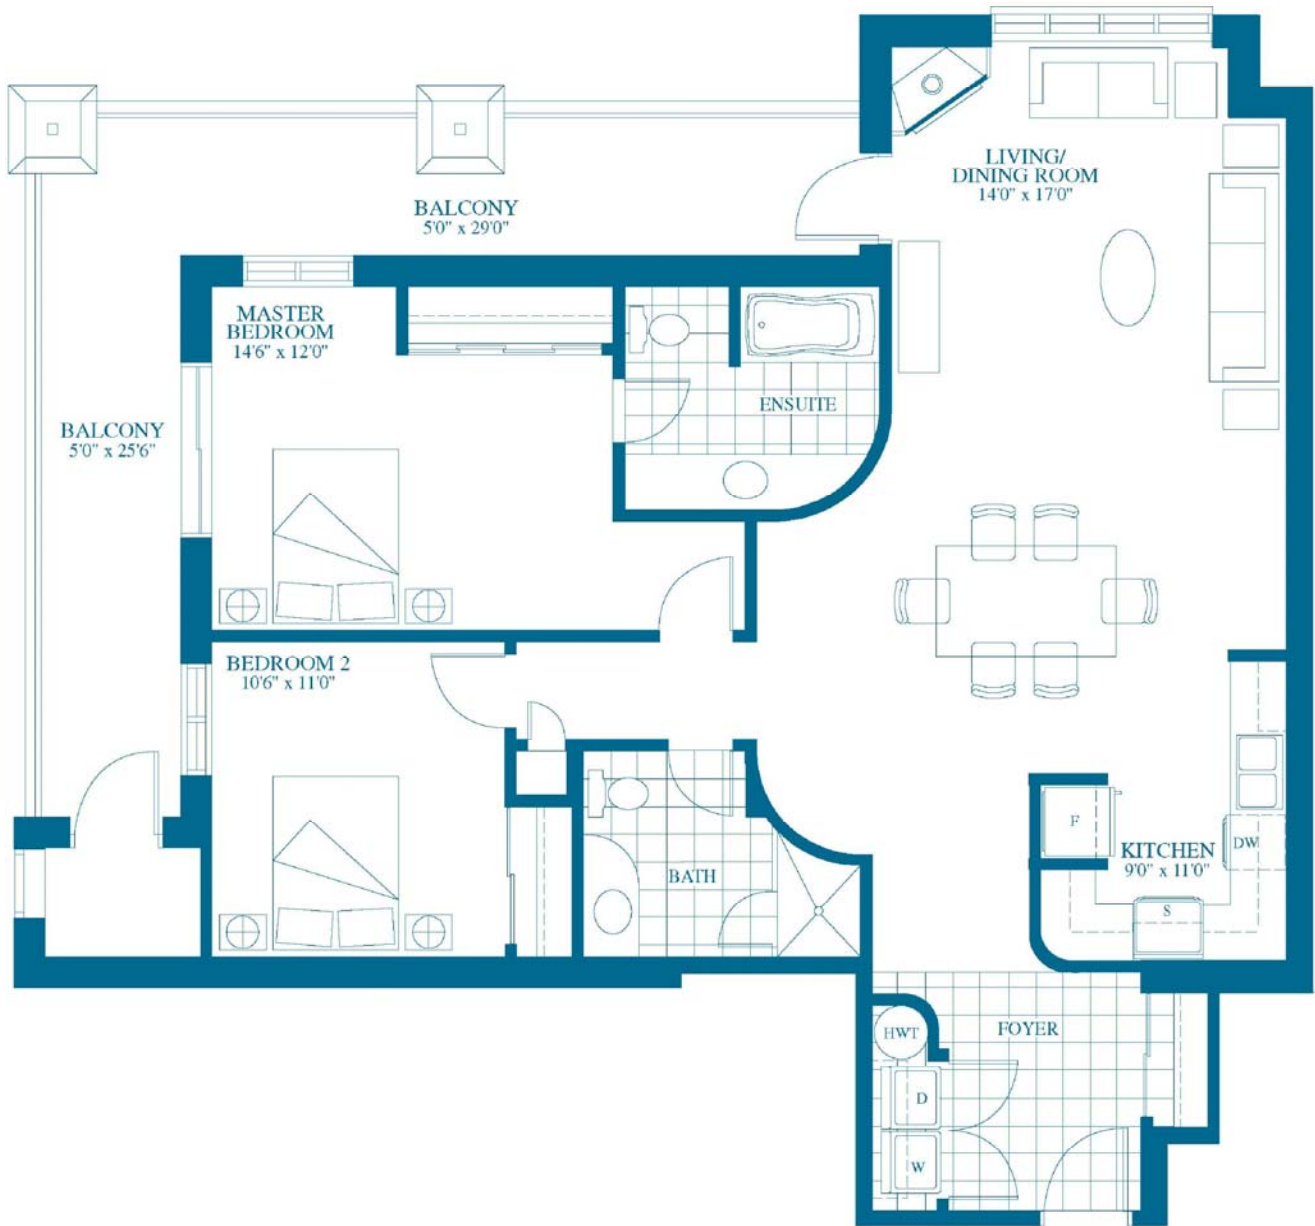 LIVING/
DINING ROOM
14'0" x 17'0"
BALCONY
5'0" x 29'0"
MASTER
BEDROOM
14'6" x 12'0"
ENSUITE
BALCONY
5'0" x 25'6"
BEDROOM 2
10'6" x 11'0"
F
KITCHEN
9'0" x 11'0"
DW
BATH
S
HWT
FOYER
D
W